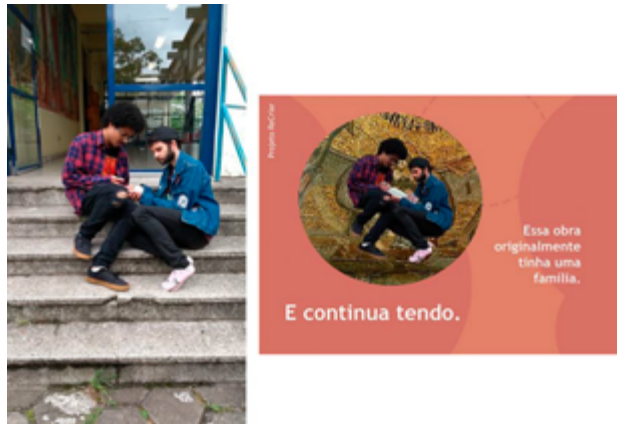 Projeto ReCriar
Essa obra
originalmente
tinha uma
família.
E continua tendo.